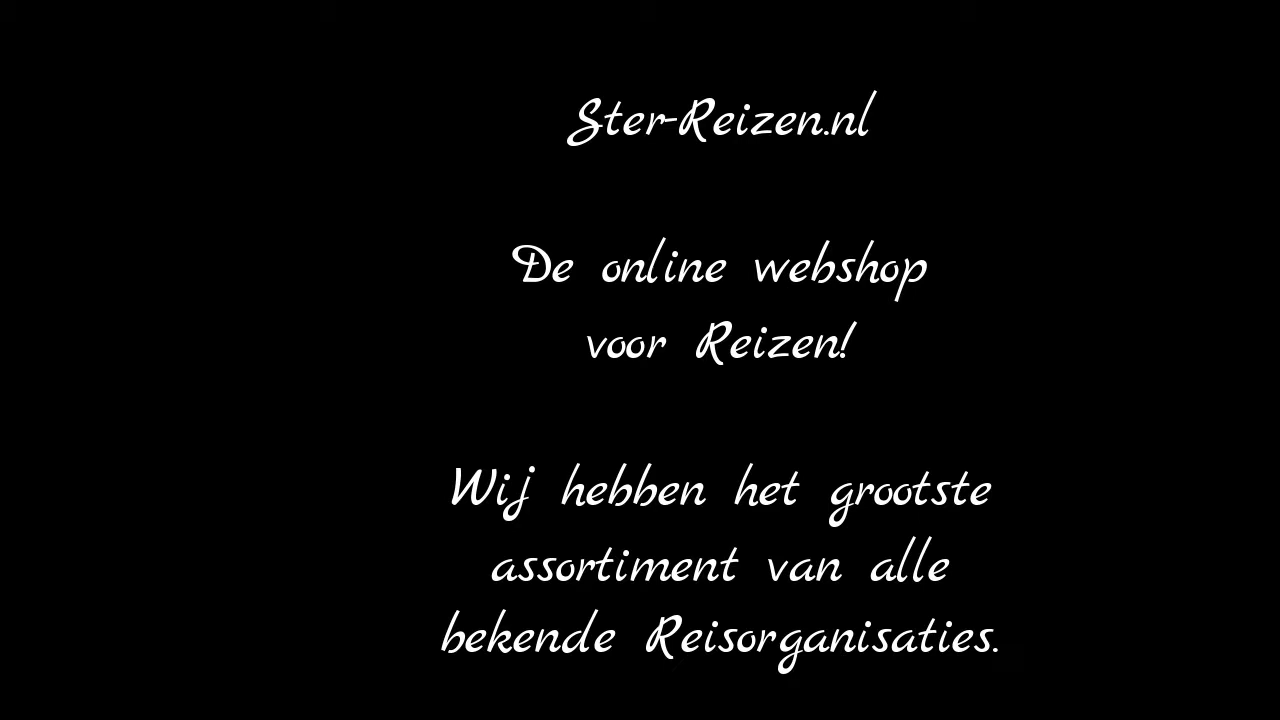 Ster-Reizen.nl
De online webshop
voor Reizen!
Wij hebben het grootste
assortiment van alle
bekende Reisorganisaties.